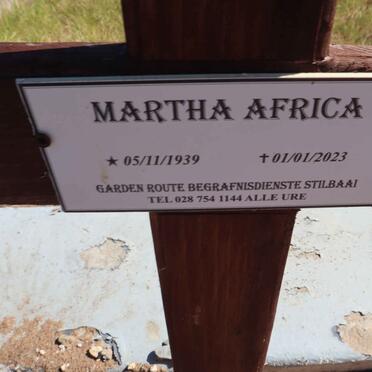 MARTHA AFRICA
★ 05/11/1939 ✝ 01/01/2023
GARDEN ROUTE BEGRAFNISDIENSTE STILBAAI
TEL 028 754 1144 ALLE URE